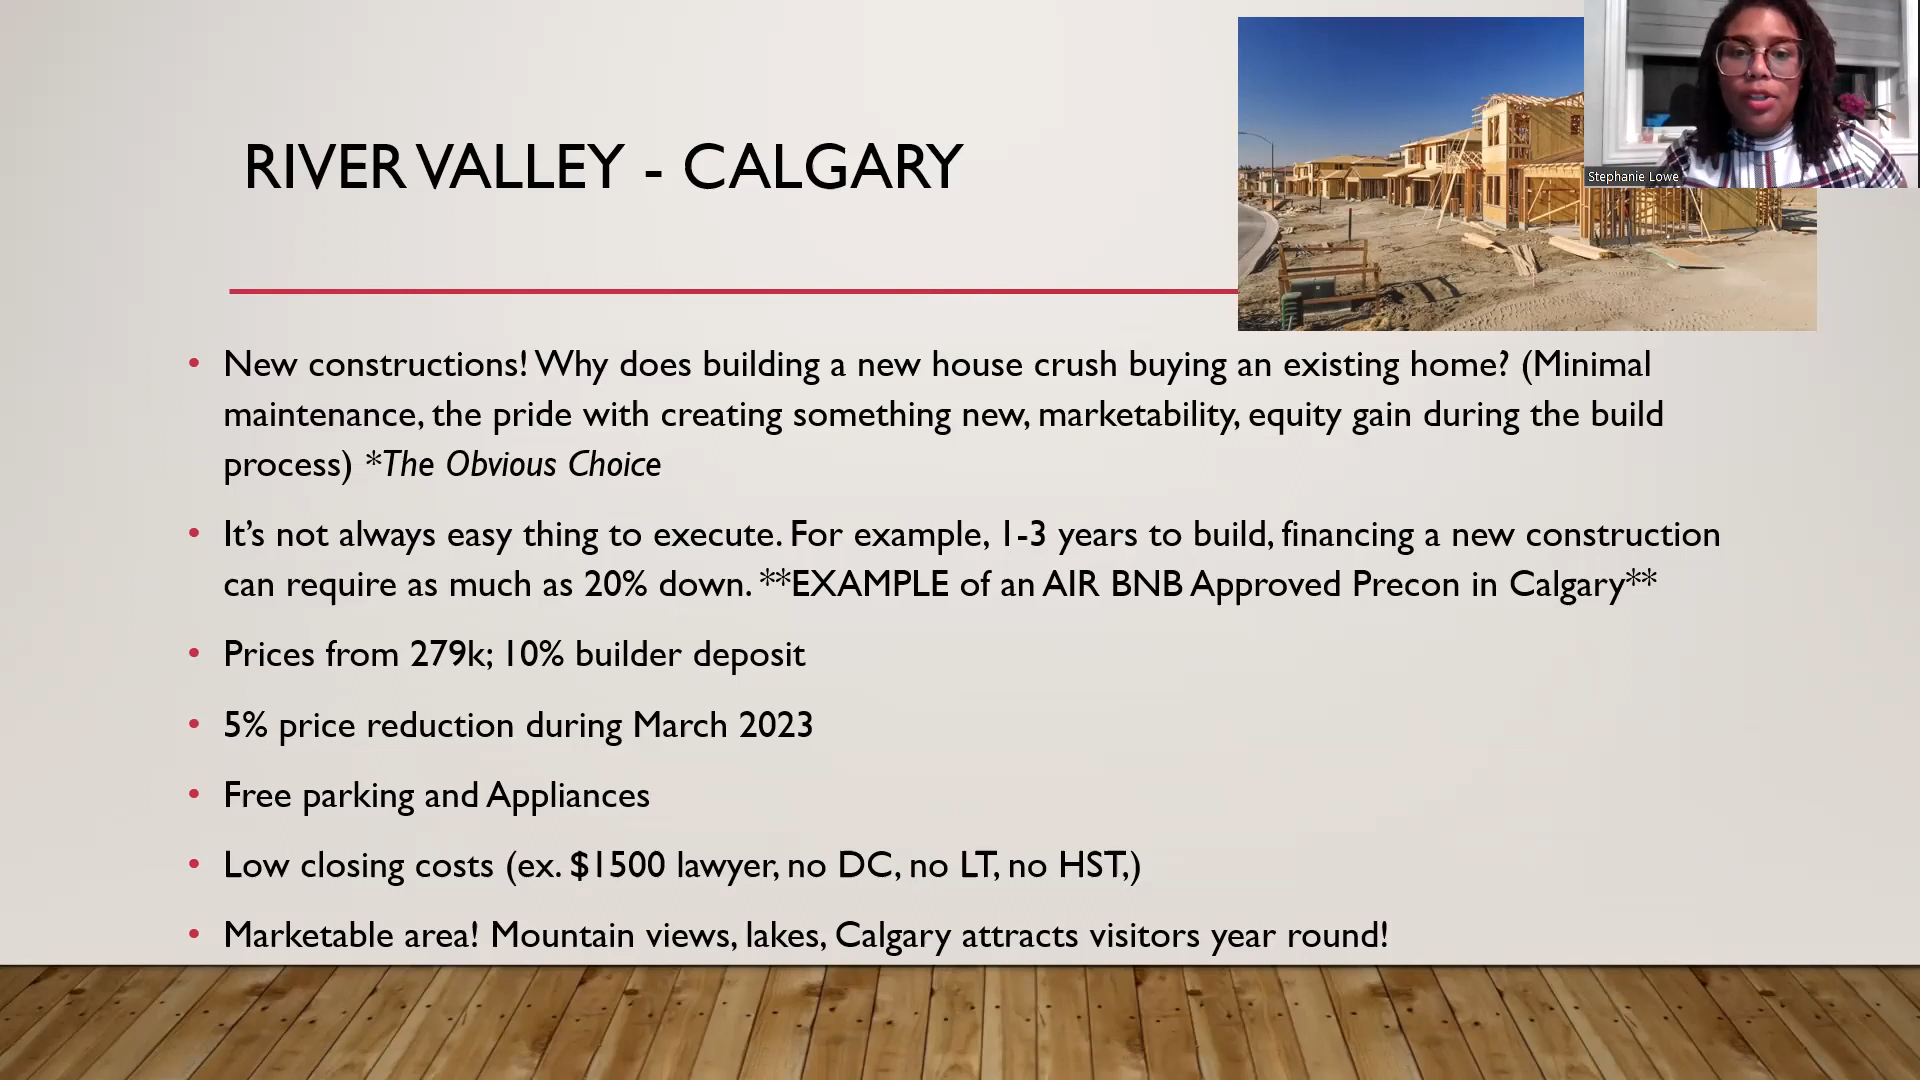 RIVER VALLEY - CALGARY
Stephanie Lowe
• New constructions! Why does building a new house crush buying an existing home? (Minimal
maintenance, the pride with creating something new, marketability, equity gain during the build
process) *The Obvious Choice
• It’s not always easy thing to execute. For example, 1-3 years to build, financing a new construction
can require as much as 20% down. **EXAMPLE of an AIR BNB Approved Precon in Calgary**
• Prices from 279k; 10% builder deposit
• 5% price reduction during March 2023
• Free parking and Appliances
• Low closing costs (ex. $1500 lawyer, no DC, no LT, no HST,)
• Marketable area! Mountain views, lakes, Calgary attracts visitors year round!